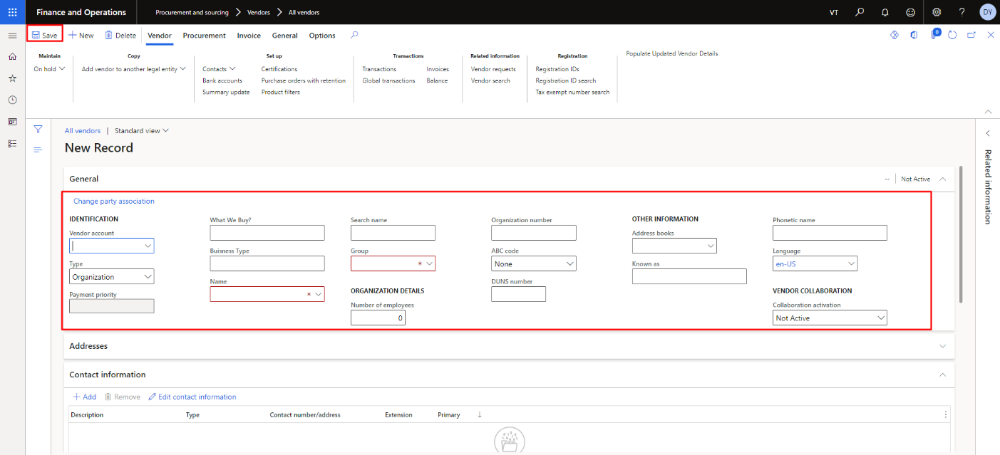 Finance and Operations
Procurement and sourcing
Vendors
All vendors
VT
?
DY
Save
New
Delete
Vendor
Procurement
Invoice
General
Options
0
Maintain
On hold
Copy
Add vendor to another legal entity
Set up
Contacts
Certifications
Bank accounts
Purchase orders with retention
Summary update
Product filters
Transactions
Transactions
Invoices
Global transactions
Balance
Related information
Vendor requests
Vendor search
Registration
Registration IDs
Registration ID search
Tax exempt number search
Populate Updated Vendor Details
All vendors | Standard view
New Record
Related information
General
-- | Not Active
Change party association
IDENTIFICATION
Vendor account
Type
Organization
Payment priority
What We Buy?
Buisness Type
Name
*
Search name
Group
*
ORGANIZATION DETAILS
Number of employees
0
Organization number
ABC code
None
DUNS number
OTHER INFORMATION
Address books
Known as
Phonetic name
Language
en-US
VENDOR COLLABORATION
Collaboration activation
Not Active
Addresses
Contact information
Add
Remove
Edit contact information
Description
Type
Contact number/address
Extension
Primary